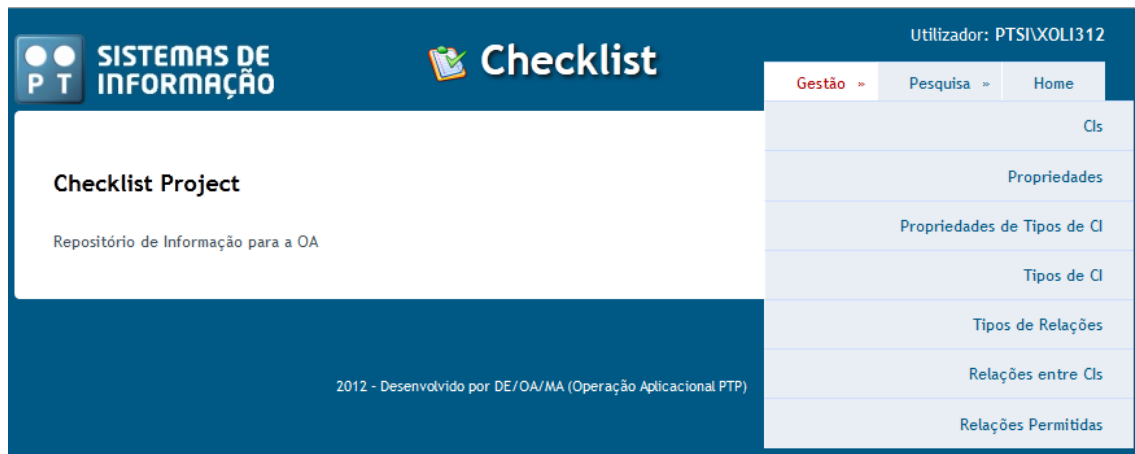 PT
SISTEMAS DE
INFORMAÇÃO
Checklist
Utilizador: PTSI\XOLI312
Gestão » Pesquisa » Home
CIs
Propriedades
Propriedades de Tipos de CI
Tipos de CI
Tipos de Relações
Relações entre CIs
Relações Permitidas
Checklist Project
Repositório de Informação para a OA
2012 - Desenvolvido por DE/OA/MA (Operação Aplicacional PTP)